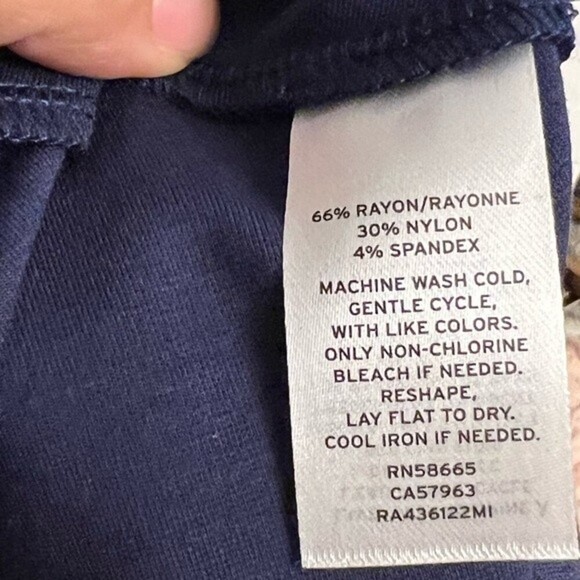 66% RAYON/RAYONNE
30% NYLON
4% SPANDEX
MACHINE WASH COLD,
GENTLE CYCLE,
WITH LIKE COLORS.
ONLY NON-CHLORINE
BLEACH IF NEEDED.
RESHAPE,
LAY FLAT TO DRY.
COOL IRON IF NEEDED.
RN58665
CA57963
RA436122MI